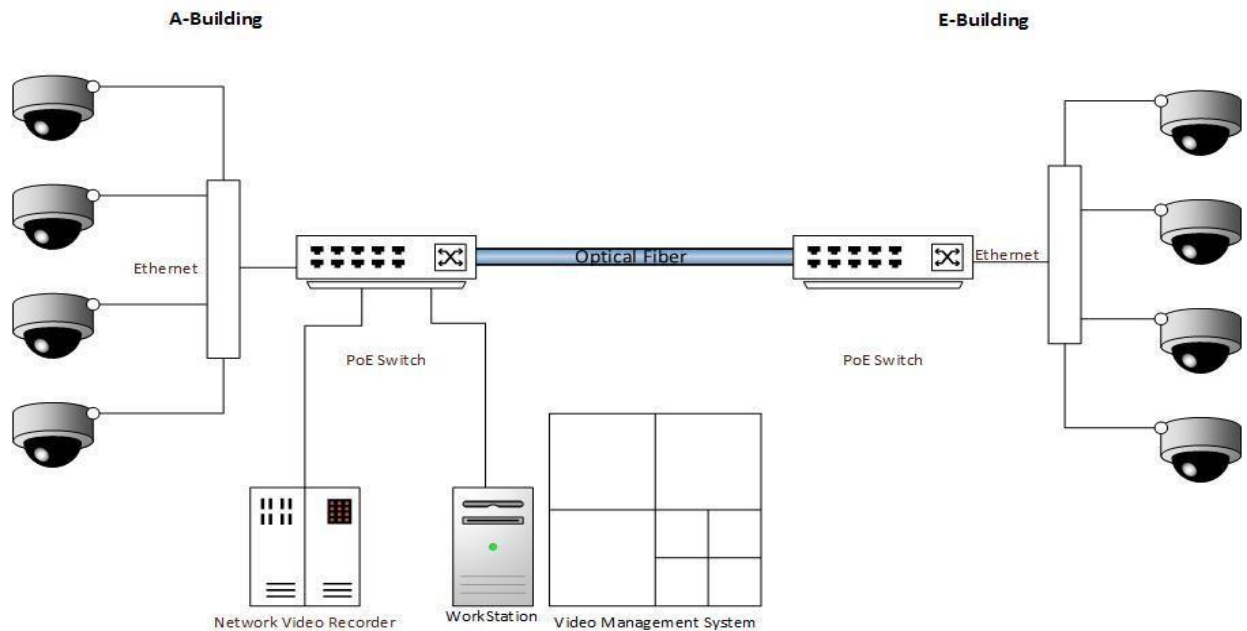 A-Building
E-Building
Ethernet
Optical Fiber
Ethernet
PoE Switch
PoE Switch
Network Video Recorder
WorkStation
Video Management System